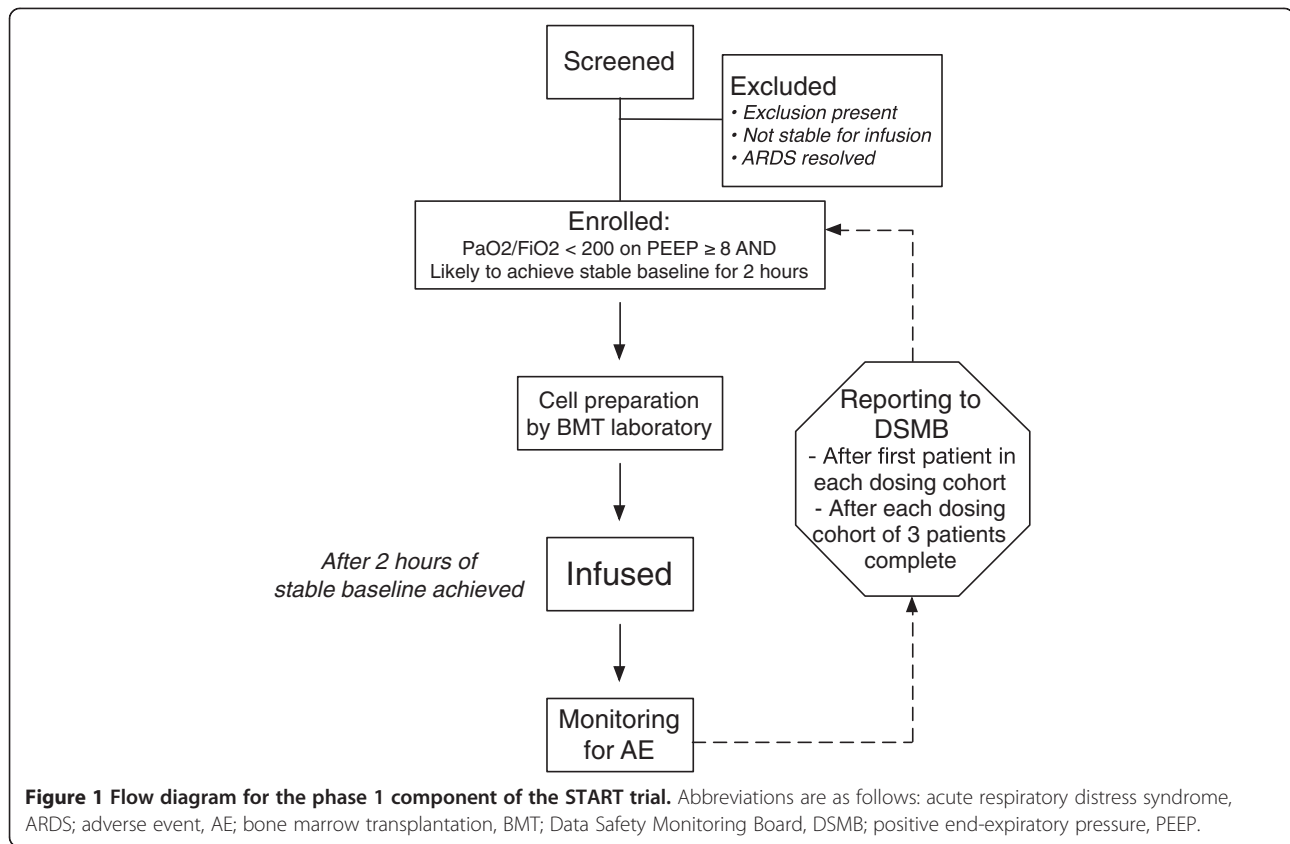 Screened
Excluded
• Exclusion present
• Not stable for infusion
• ARDS resolved
Enrolled:
PaO2/FiO2 < 200 on PEEP ≥ 8 AND
Likely to achieve stable baseline for 2 hours
Cell preparation
by BMT laboratory
Reporting to
DSMB
- After first patient in
each dosing cohort
- After each dosing
cohort of 3 patients
complete
After 2 hours of
stable baseline achieved
Infused
Monitoring
for AE
Figure 1 Flow diagram for the phase 1 component of the START trial. Abbreviations are as follows: acute respiratory distress syndrome,
ARDS; adverse event, AE; bone marrow transplantation, BMT; Data Safety Monitoring Board, DSMB; positive end-expiratory pressure, PEEP.